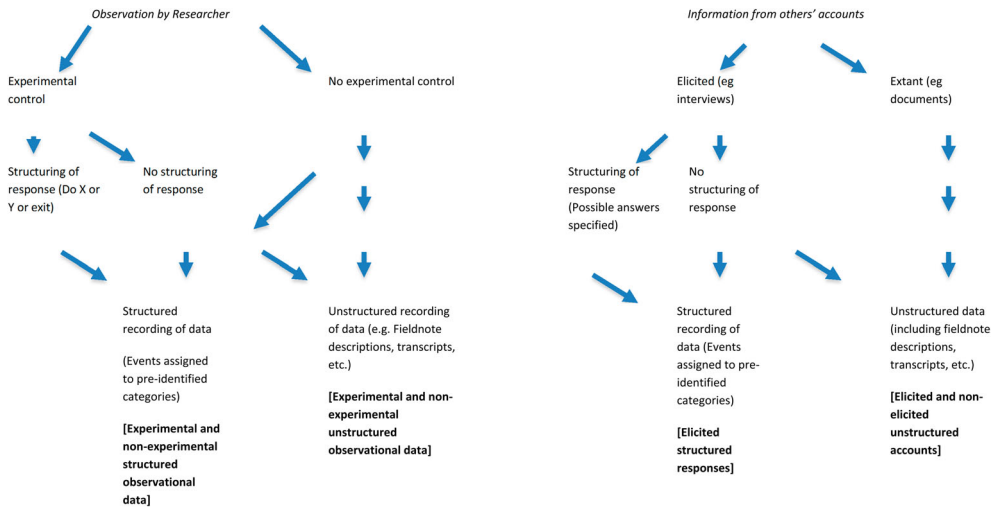 Observation by Researcher
Experimental
control
No experimental control
Structuring of
response (Do X or
Y or exit)
No structuring
of response
Structured
recording of data
(Events assigned
to pre-identified
categories)
[Experimental and
non-experimental
structured
observational
data]
Unstructured recording
of data (e.g. Fieldnote
descriptions, transcripts,
etc.)
[Experimental and non-
experimental
unstructured
observational data]
Information from others’ accounts
Elicited (eg
interviews)
Extant (eg
documents)
Structuring of
response
(Possible answers
specified)
No
structuring of
response
Structured
recording of
data (Events
assigned to pre-
identified
categories)
[Elicited
structured
responses]
Unstructured data
(including fieldnote
descriptions,
transcripts, etc.)
[Elicited and non-
elicited
unstructured
accounts]